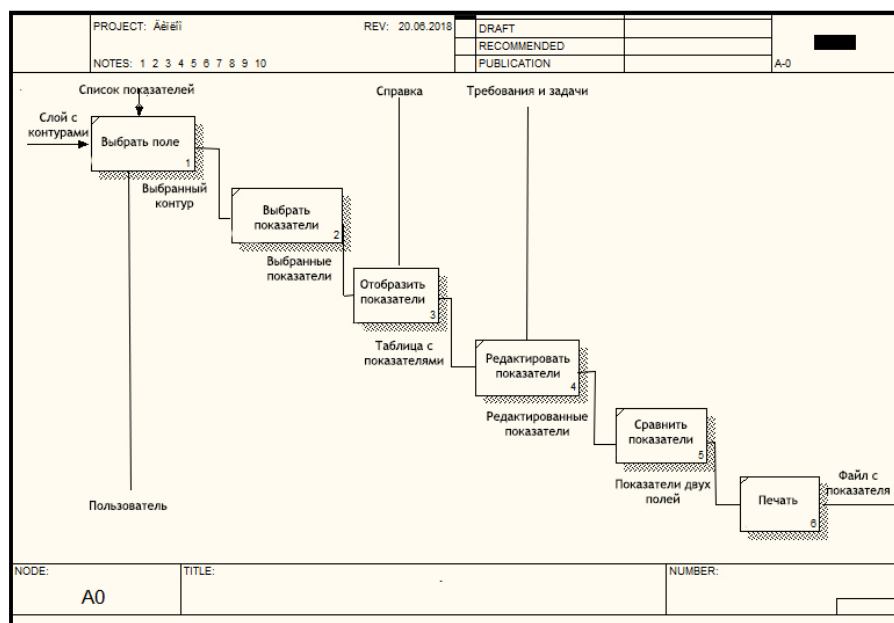 PROJECT: Äèïëîì
REV: 20.06.2018
DRAFT
RECOMMENDED
NOTES: 1 2 3 4 5 6 7 8 9 10
PUBLICATION
A-0
Список показателей
Справка
Требования и задачи
Слой с
контурами
Выбрать поле
1
Выбранный
контур
Выбрать
показатели
2
Выбранные
показатели
Отобразить
показатели
3
Таблица с
показателями
Редактировать
показатели
4
Редактированные
показатели
Сравнить
показатели
5
Показатели двух
полей
Печать
6
Файл с
показателя
Пользователь
NODE:
TITLE:
NUMBER:
A0